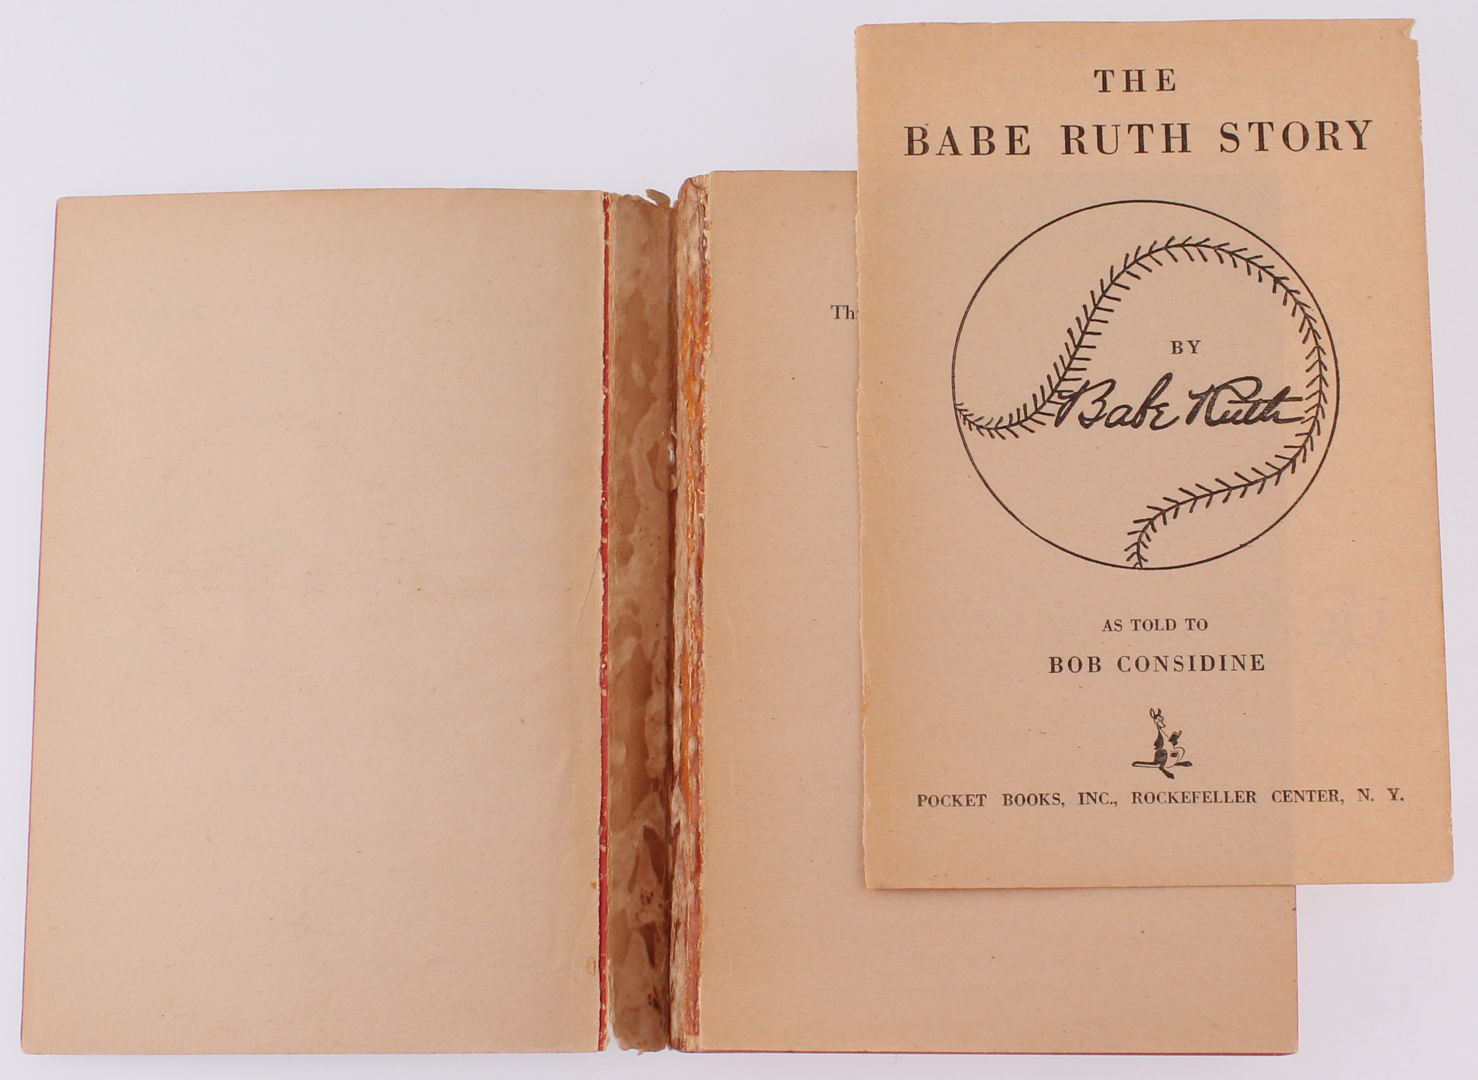 THE
BABE RUTH STORY
BY
Babe Ruth
AS TOLD TO
BOB CONSIDINE
POCKET BOOKS, INC., ROCKEFELLER CENTER, N. Y.